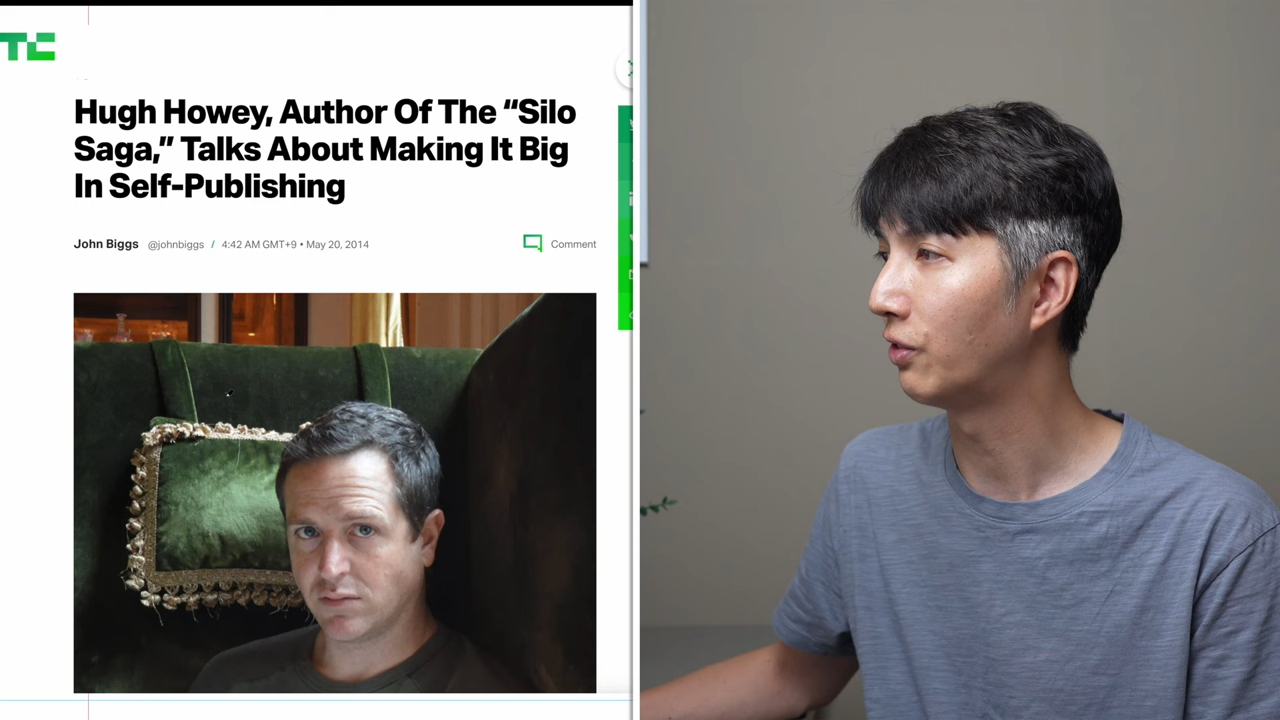 TC
Hugh Howey, Author Of The “Silo
Saga,” Talks About Making It Big
In Self-Publishing
John Biggs @johnbiggs / 4:42 AM GMT+9 • May 20, 2014
Comment